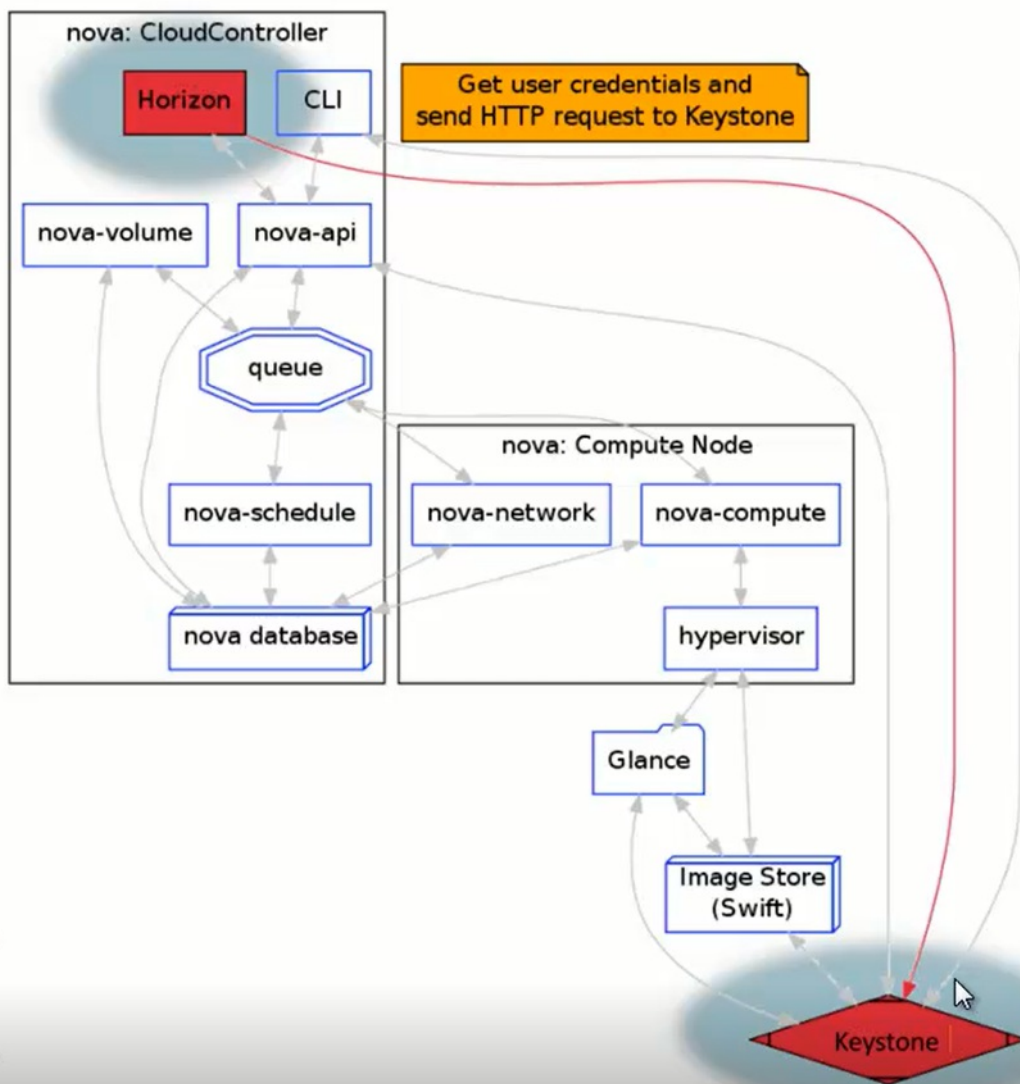 nova: CloudController
Horizon
CLI
Get user credentials and
send HTTP request to Keystone
nova-volume
nova-api
queue
nova: Compute Node
nova-schedule
nova-network
nova-compute
nova database
hypervisor
Glance
Image Store
(Swift)
Keystone